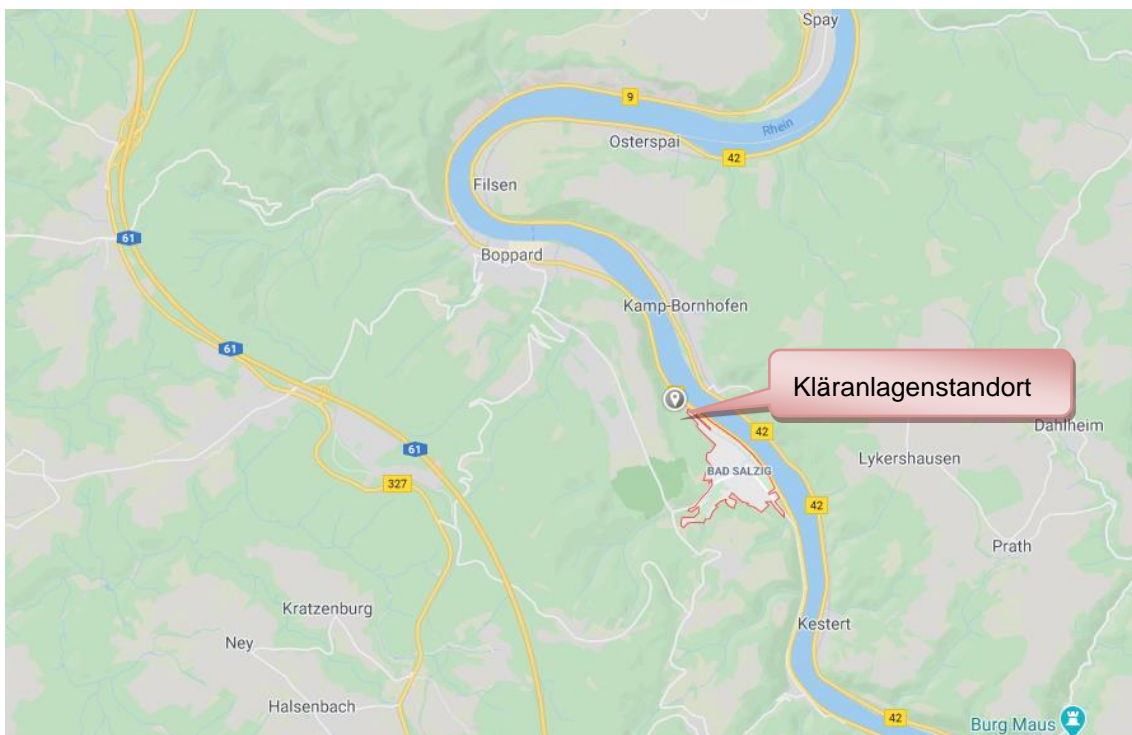 Spay
9
Rhein
Osterspai
42
Filsen
61
Boppard
Kamp-Bornhofen
61
Kläranlagenstandort
42
Dahlheim
61
BAD SALZIG
Lykershausen
327
42
Prath
Kratzenburg
Kestert
Ney
Halsenbach
42
Burg Maus